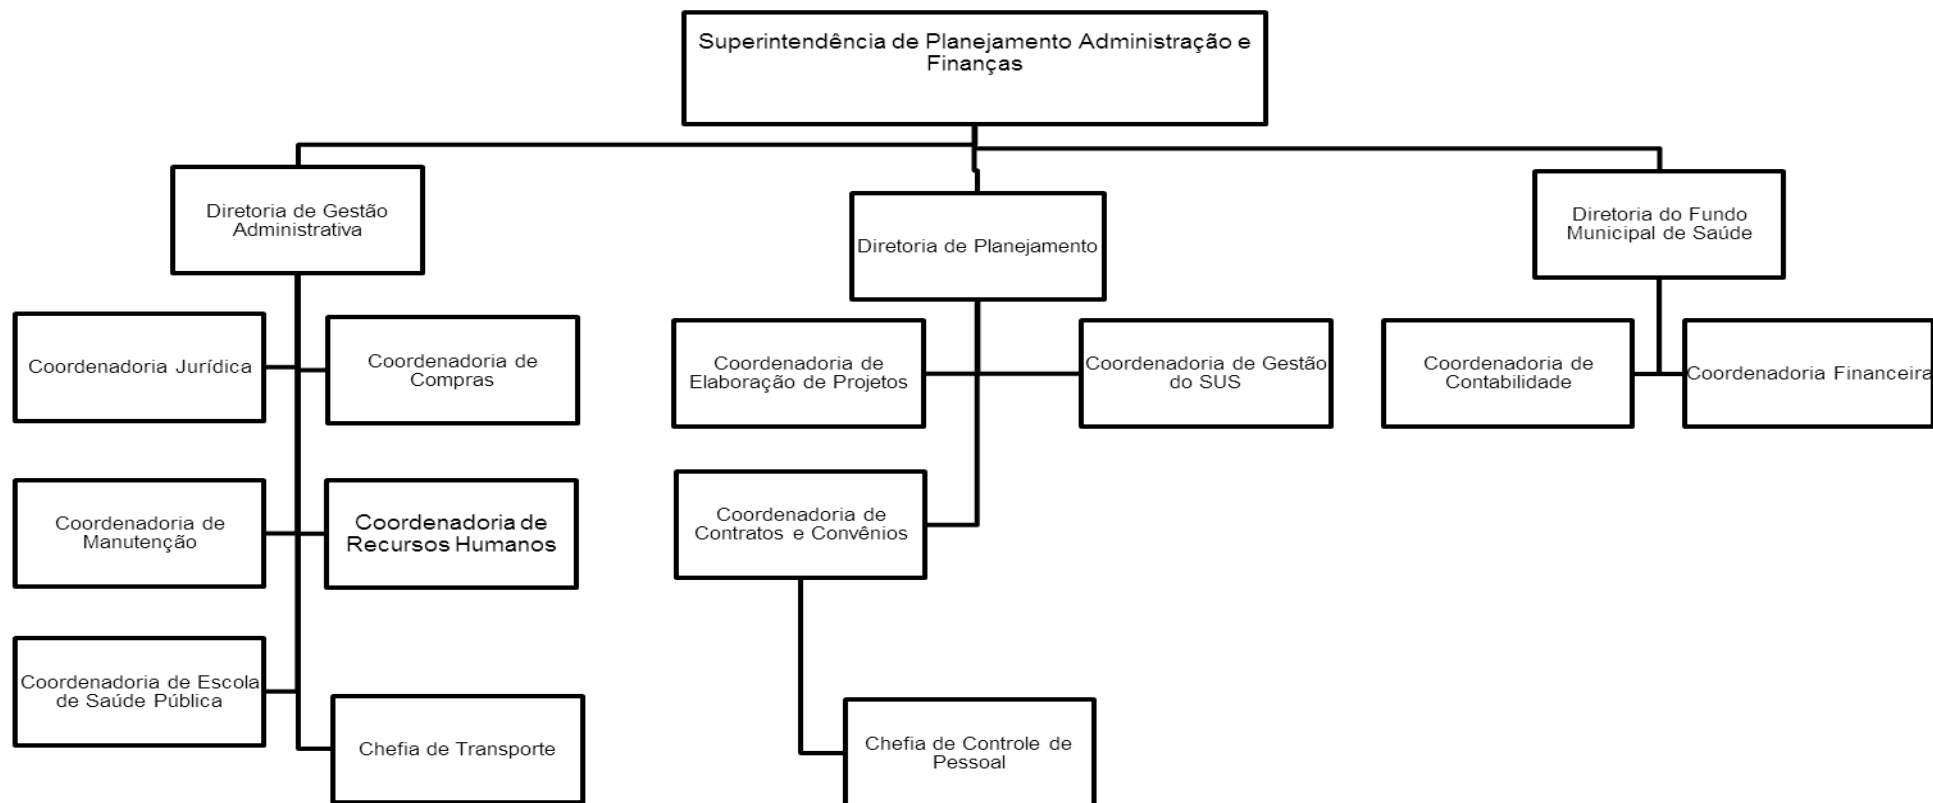 Superintendência de Planejamento Administração e
Finanças
Diretoria de Gestão
Administrativa
Diretoria de Planejamento
Diretoria do Fundo
Municipal de Saúde
Coordenadoria Jurídica
Coordenadoria de
Compras
Coordenadoria de
Elaboração de Projetos
Coordenadoria de Gestão
do SUS
Coordenadoria de
Contabilidade
Coordenadoria Financeira
Coordenadoria de
Manutenção
Coordenadoria de
Recursos Humanos
Coordenadoria de
Contratos e Convênios
Coordenadoria de Escola
de Saúde Pública
Chefia de Transporte
Chefia de Controle de
Pessoal